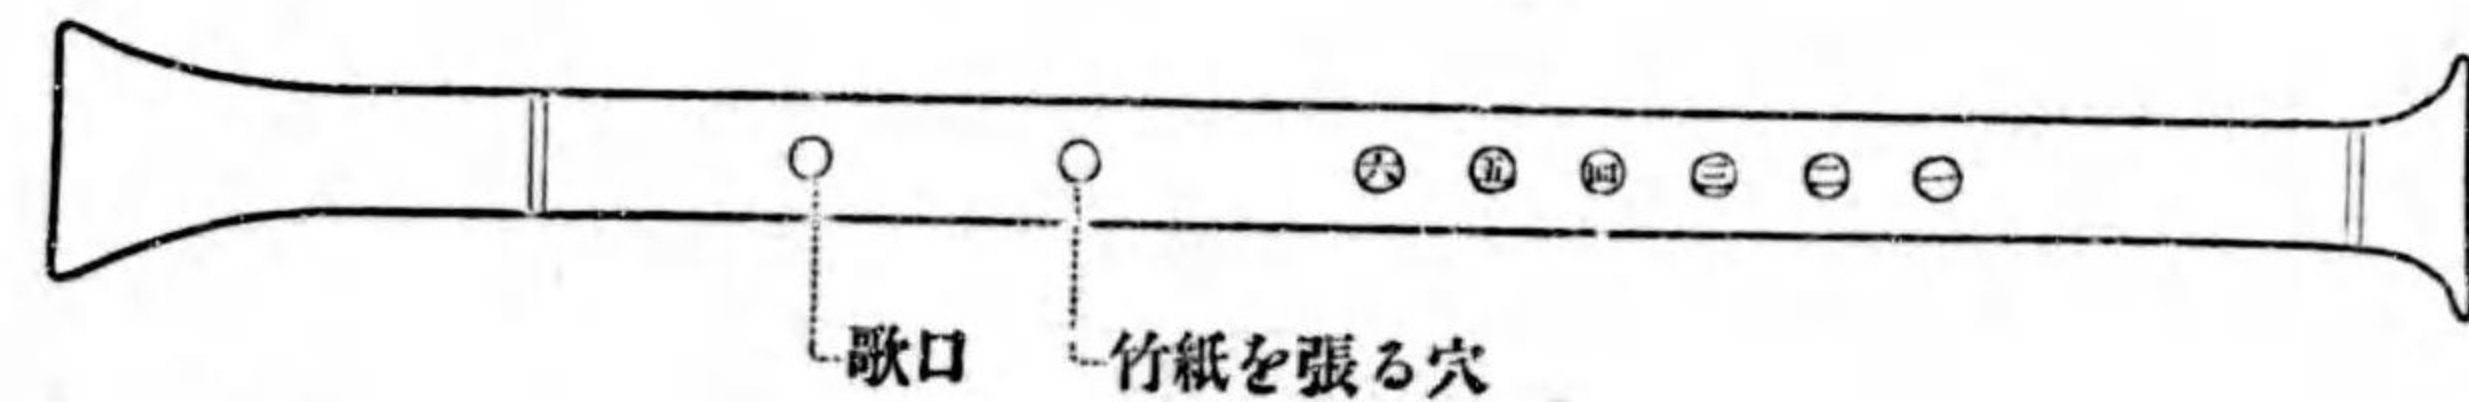 六 五 四 三 二 一
歌口 竹紙を張る穴